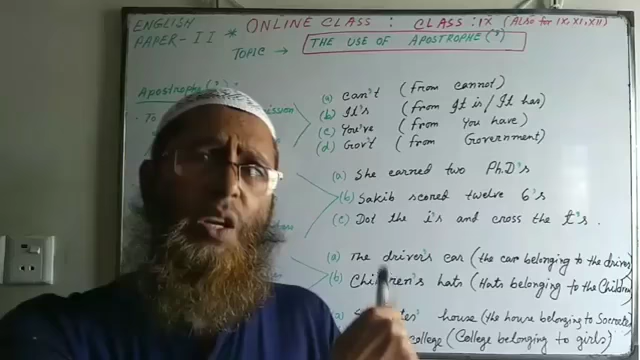 ENGLISH PAPER-II * ONLINE CLASS : CLASS : IX (Also for IX, XI, XII)
TOPIC → THE USE OF APOSTROPHE (')
Apostrophe (') :
• To
mission
(a) Can't (from cannot)
(b) It's (from It is / It has)
(c) You've (from You have)
(d) Gov't (from Government)
(a) She earned two Ph.D's
(b) Sakib scored twelve 6's
(c) Dot the i's and cross the t's.
(a) The driver's car (the car belonging to the driver
(b) Children's hats (Hats belonging to the Children
house (the house belonging to Socrates
college (College belonging to girls)